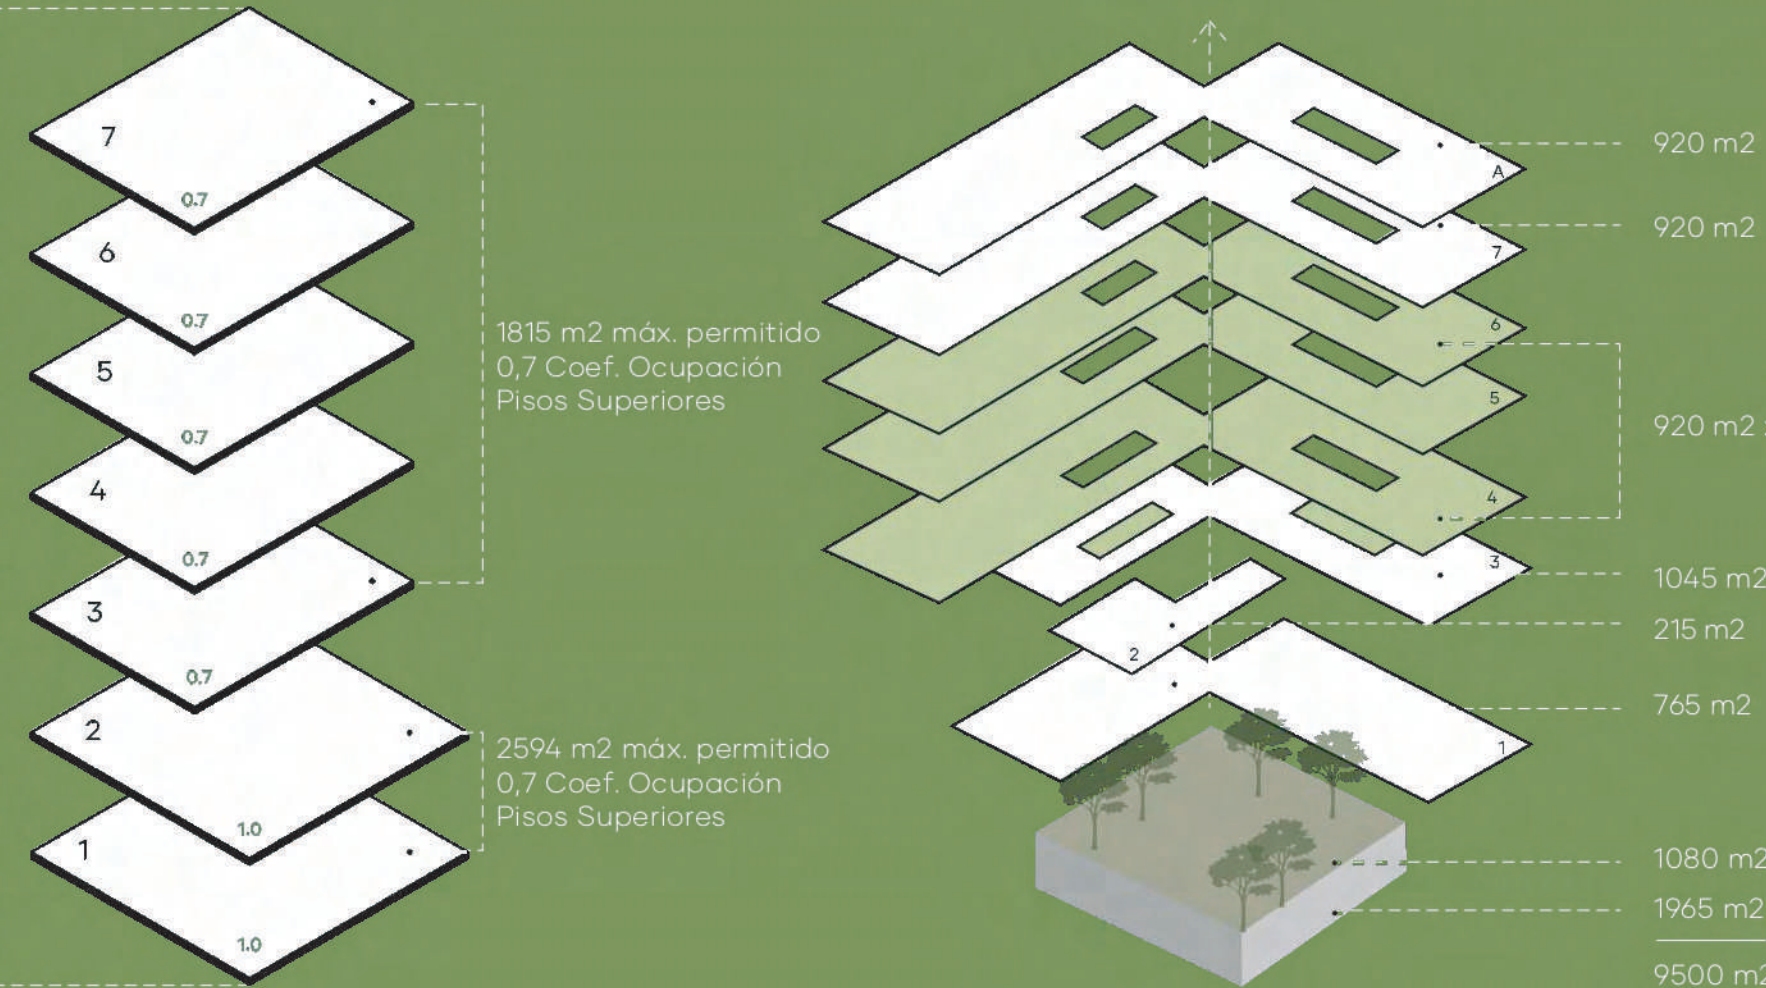 7
0.7
6
0.7
5
0.7
4
0.7
3
0.7
2
1.0
1
1.0
1815 m2 máx. permitido
0,7 Coef. Ocupación
Pisos Superiores
2594 m2 máx. permitido
0,7 Coef. Ocupación
Pisos Superiores
A
7
6
5
4
3
2
1
920 m2
920 m2
920 m2
1045 m2
215 m2
765 m2
1080 m2
1965 m2
9500 m2